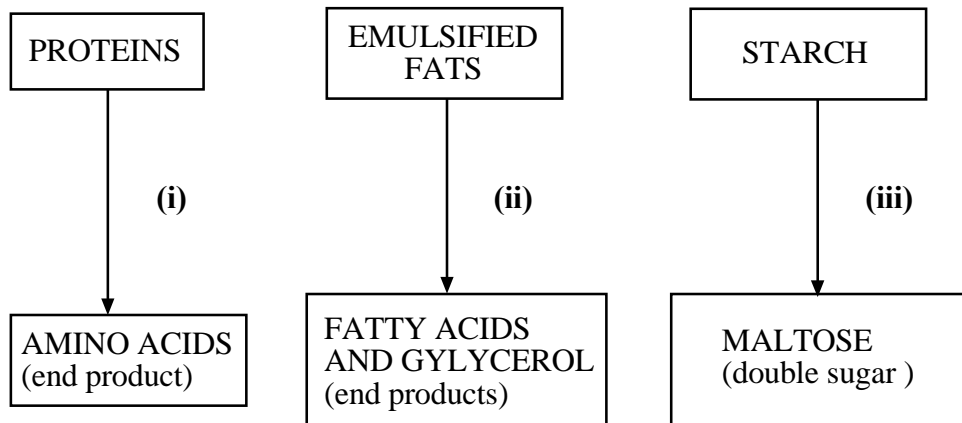 PROTEINS
EMULSIFIED
FATS
STARCH
(i)
(ii)
(iii)
AMINO ACIDS
(end product)
FATTY ACIDS
AND GYLYCEROL
(end products)
MALTOSE
(double sugar )